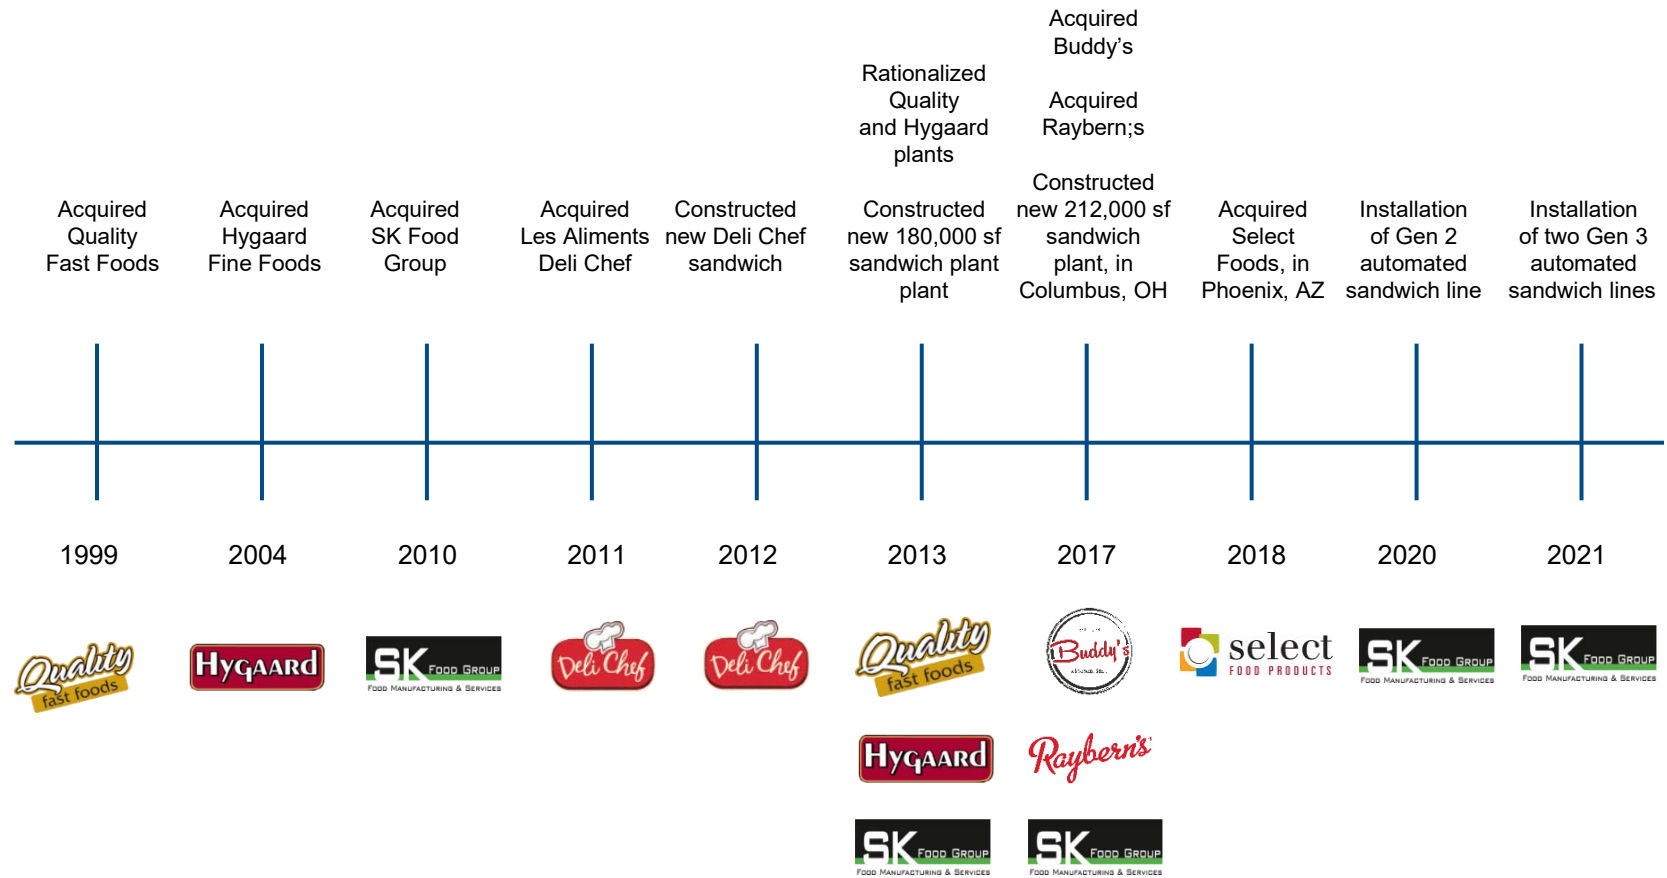 Acquired
Quality
Fast Foods
Acquired
Hygaard
Fine Foods
Acquired
SK Food
Group
Acquired
Les Aliments
Deli Chef
Constructed
new Deli Chef
sandwich
Rationalized
Quality
and Hygaard
plants
Constructed
new 180,000 sf
sandwich plant
plant
Acquired
Buddy’s
Acquired
Raybern;s
Constructed
new 212,000 sf
sandwich
plant, in
Columbus, OH
Acquired
Select
Foods, in
Phoenix, AZ
Installation
of Gen 2
automated
sandwich line
Installation
of two Gen 3
automated
sandwich lines
1999
2004
2010
2011
2012
2013
2017
2018
2020
2021
Quality
fast foods
Hygaard
SK Food Group
Food Manufacturing & Services
Deli Chef
Deli Chef
Quality
fast foods
Buddy's
select
FOOD PRODUCTS
SK Food Group
Food Manufacturing & Services
SK Food Group
Food Manufacturing & Services
Hygaard
Raybern's
SK Food Group
Food Manufacturing & Services
SK Food Group
Food Manufacturing & Services